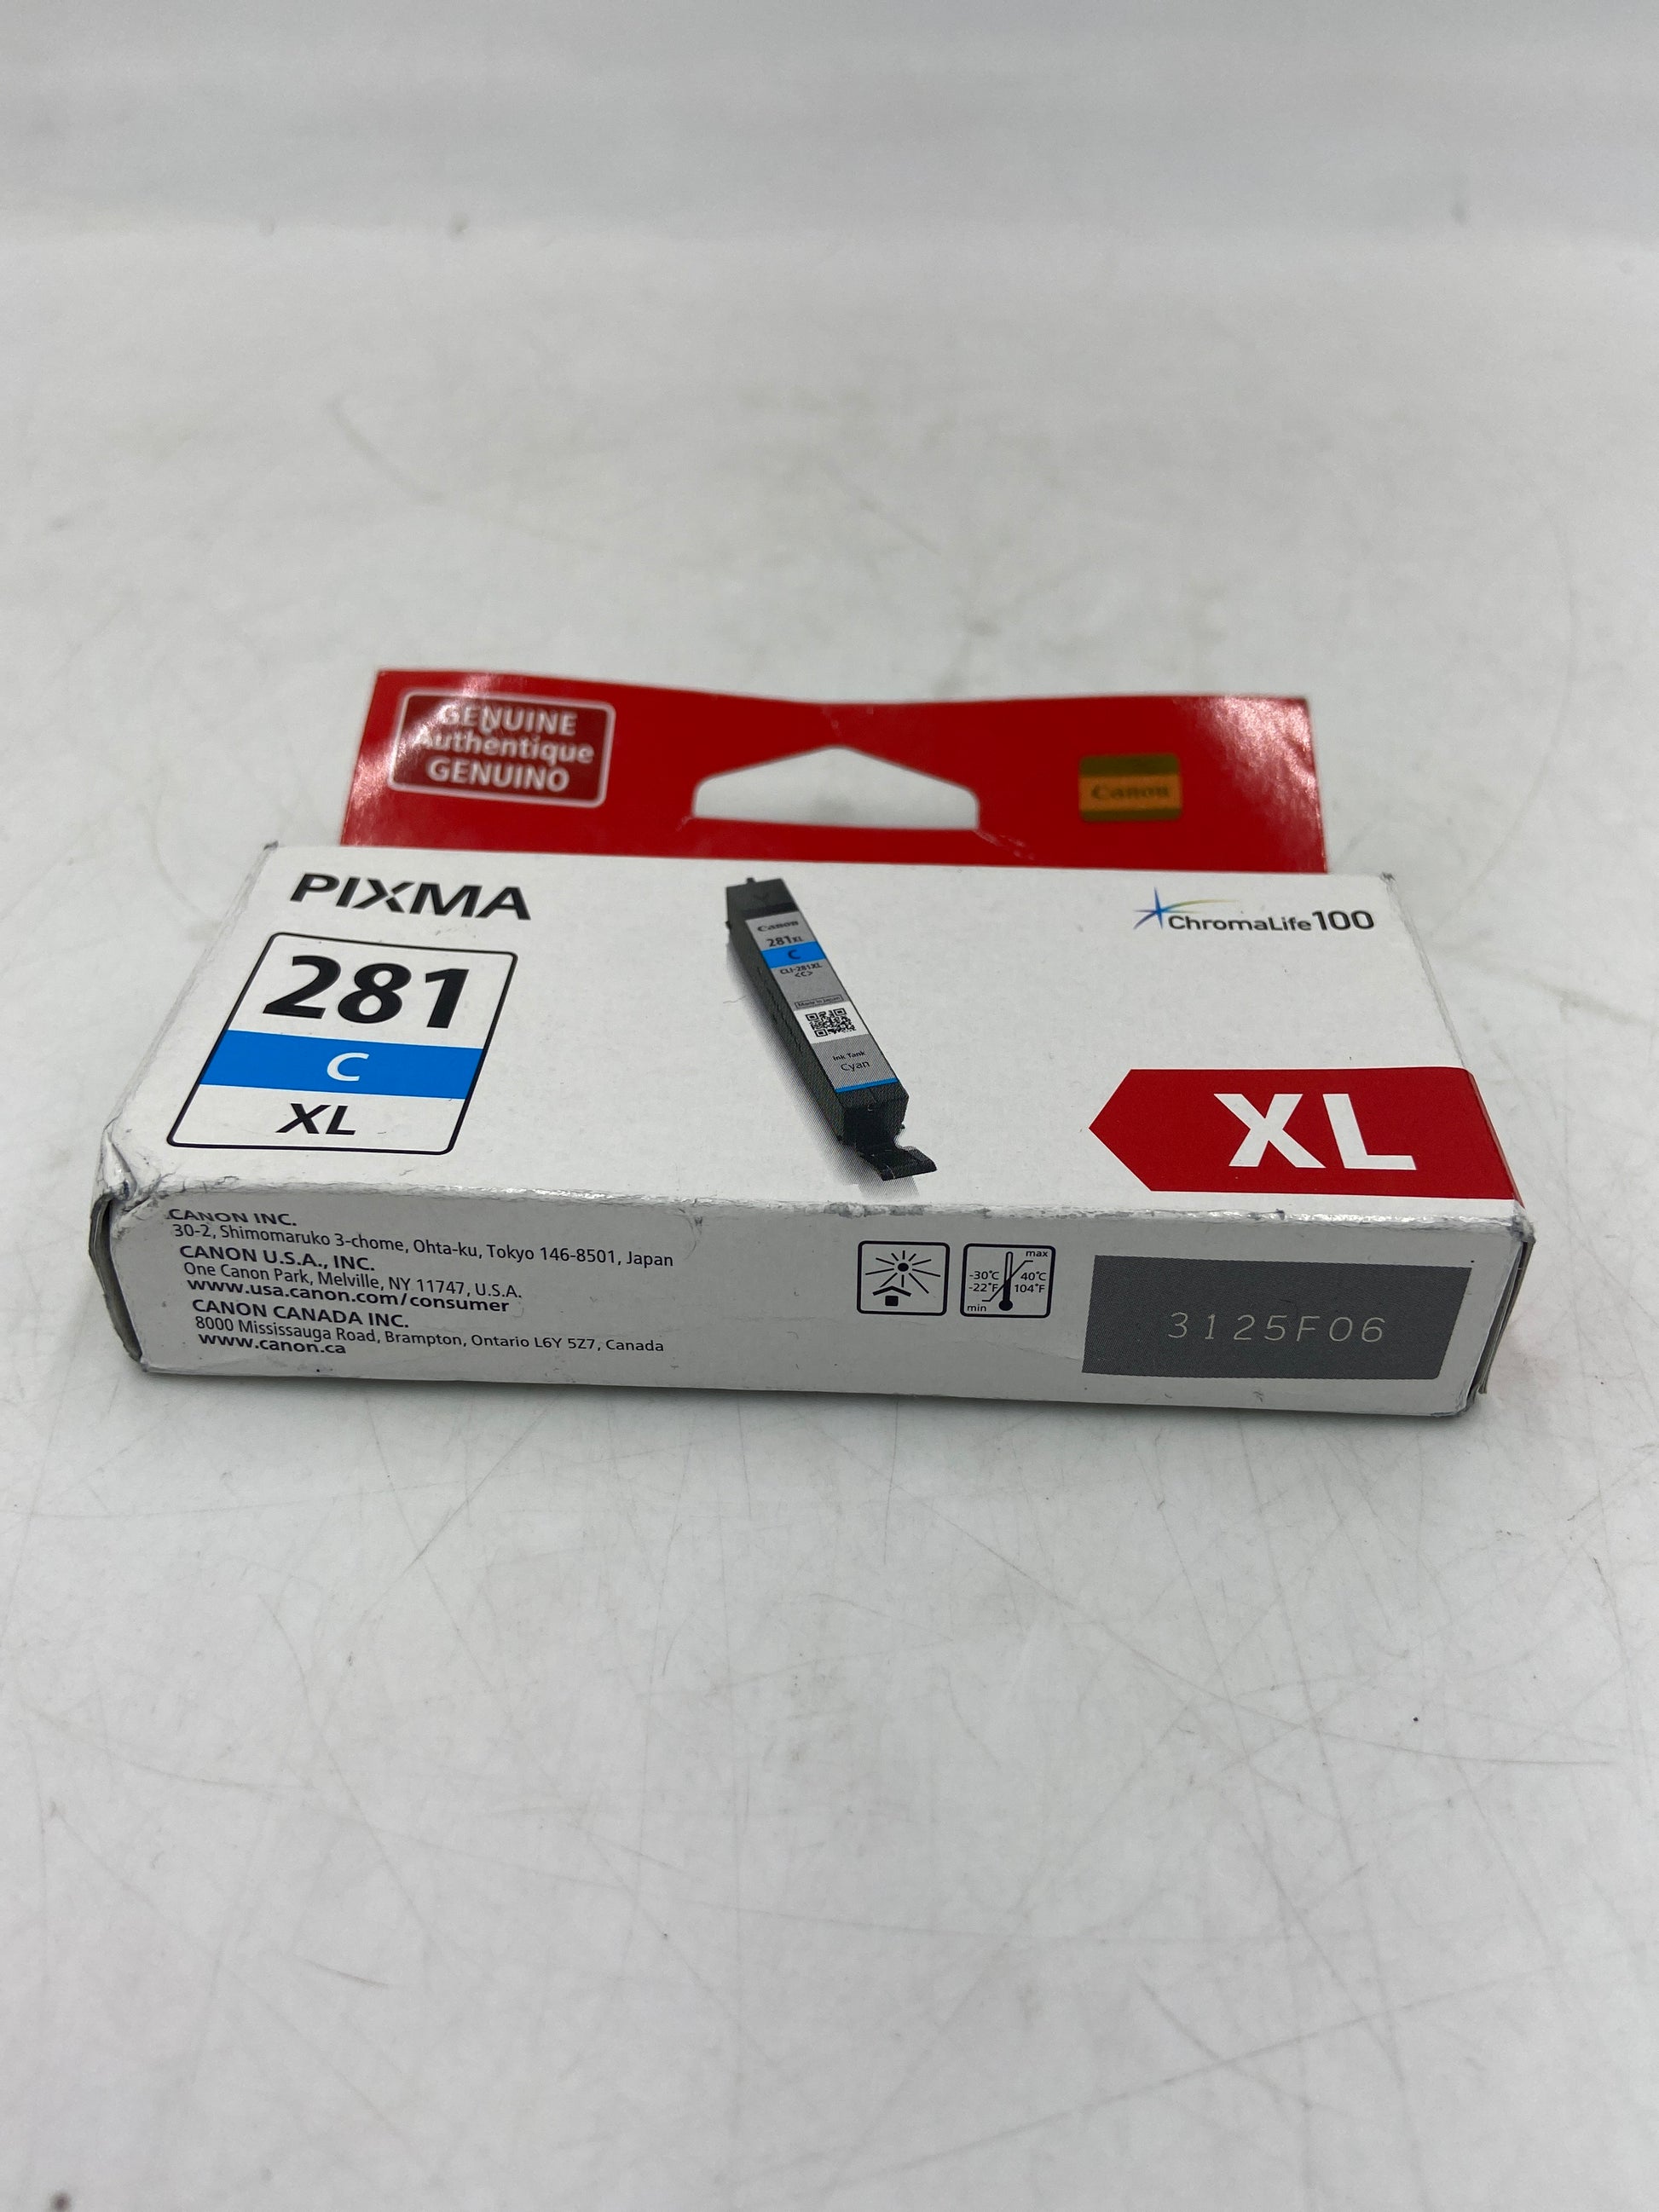 GENUINE
Authentique
GENUINO
Canon
PIXMA
281
C
XL
Canon
281XL
C
CLI-281XL
<C>
Made in Japan
Ink Tank
Cyan
ChromaLife100
XL
CANON INC.
30-2, Shimomaruko 3-chome, Ohta-ku, Tokyo 146-8501, Japan
CANON U.S.A., INC.
One Canon Park, Melville, NY 11747, U.S.A.
www.usa.canon.com/consumer
CANON CANADA INC.
8000 Mississauga Road, Brampton, Ontario L6Y 5Z7, Canada
www.canon.ca
max
-30°C 40°C
-22°F 104°F
min
3125F06